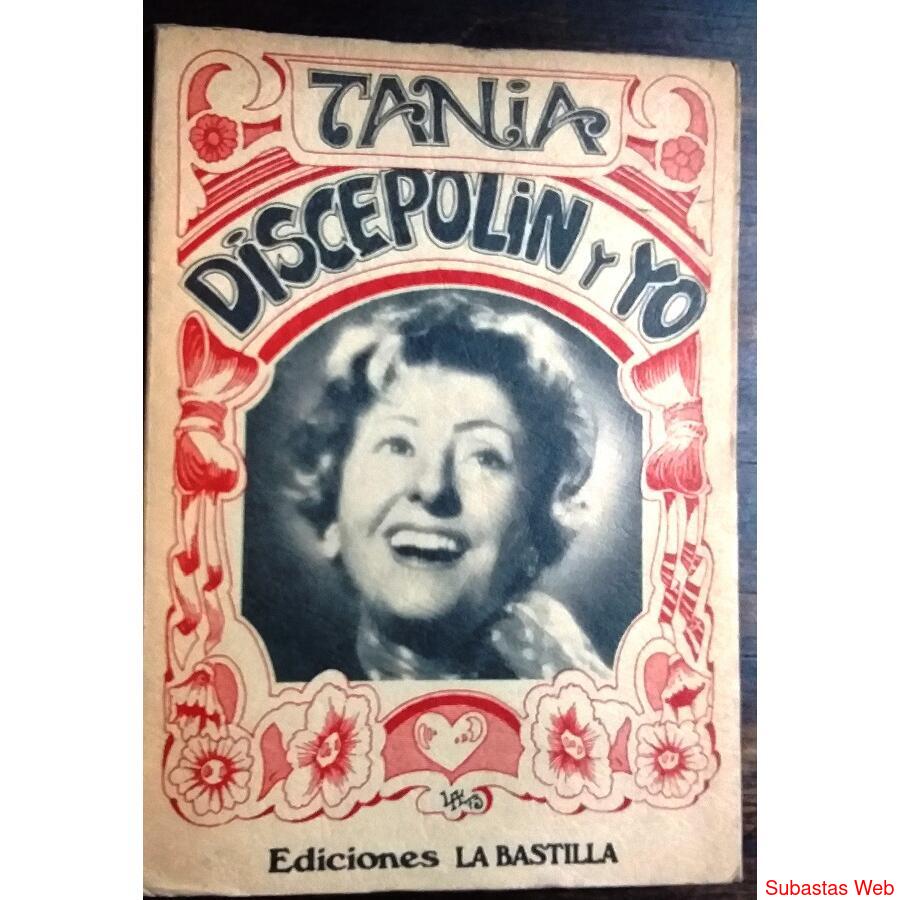 TANiA
DiSCEPOLiN Y YO
Ediciones LA BASTILLA
Subastas Web